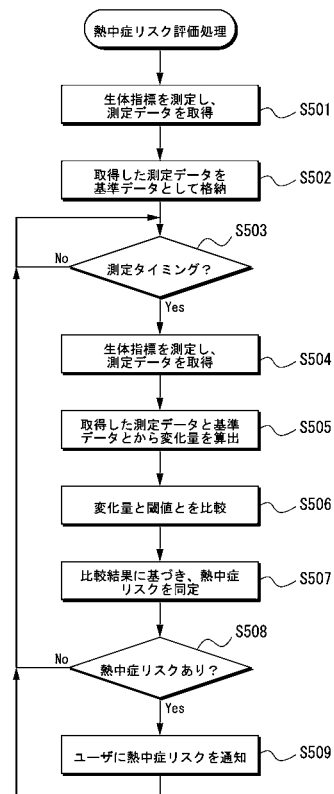 熱中症リスク評価処理
生体指標を測定し、
測定データを取得
S501
取得した測定データを
基準データとして格納
S502
S503
測定タイミング?
No
Yes
生体指標を測定し、
測定データを取得
S504
取得した測定データと基準
データとから変化量を算出
S505
変化量と閾値とを比較
S506
比較結果に基づき、熱中症
リスクを同定
S507
S508
熱中症リスクあり?
No
Yes
ユーザに熱中症リスクを通知
S509